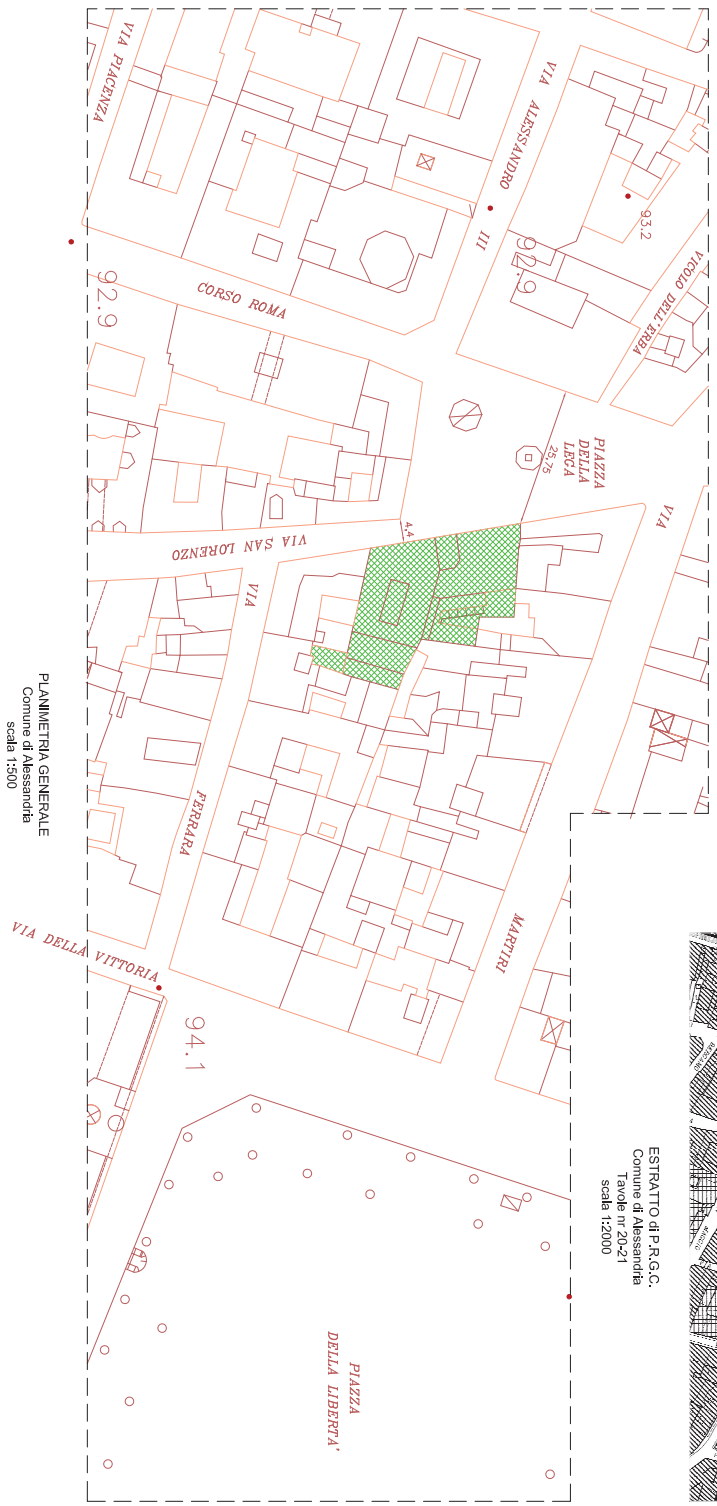 VIA PIACENZA
VIA ALESSANDRO III
93.2
92.9
VICOLO DELL' ERBA
CORSO ROMA
92.9
PIAZZA
DELLA
LEGA
25.75
VIA
4.4
VIA SAN LORENZO
VIA
FERRARA
MARTIRI
VIA DELLA VITTORIA
94.1
PIAZZA
DELLA LIBERTA'
PLANIMETRIA GENERALE
Comune di Alessandria
scala 1:500
ESTRATTO di P.R.G.C.
Comune di Alessandria
Tavole nr 20-21
scala 1:2000